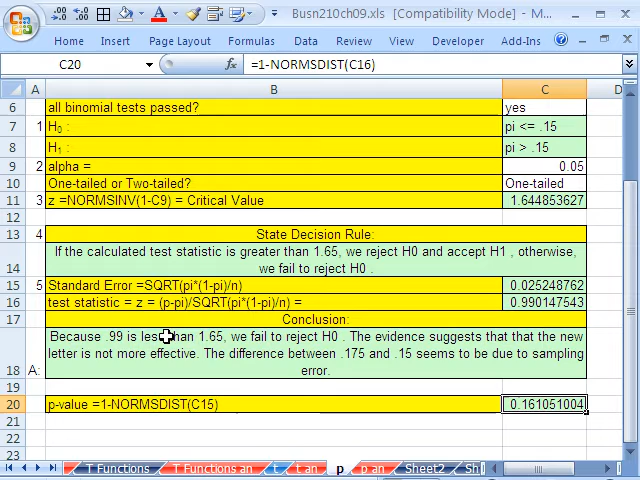 Busn210ch09.xls [Compatibility Mode] - M...
Home Insert Page Layout Formulas Data Review View Developer Add-Ins
C20 fx =1-NORMSDIST(C16)
A B C D
6 all binomial tests passed? yes
7 1 H0 : pi <= .15
8 H1 : pi > .15
9 2 alpha = 0.05
10 One-tailed or Two-tailed? One-tailed
11 3 z =NORMSINV(1-C9) = Critical Value 1.644853627
12
13 4 State Decision Rule:
If the calculated test statistic is greater than 1.65, we reject H0 and accept H1 , otherwise,
14 we fail to reject H0 .
15 5 Standard Error =SQRT(pi*(1-pi)/n) 0.025248762
16 test statistic = z = (p-pi)/SQRT(pi*(1-pi)/n) = 0.990147543
17 Conclusion:
Because .99 is less than 1.65, we fail to reject H0 . The evidence suggests that that the new
letter is not more effective. The difference between .175 and .15 seems to be due to sampling
18 A: error.
19
20 p-value =1-NORMSDIST(C15) 0.161051004
21
22
23
T Functions T Functions an t t an p p an Sheet2 Sh